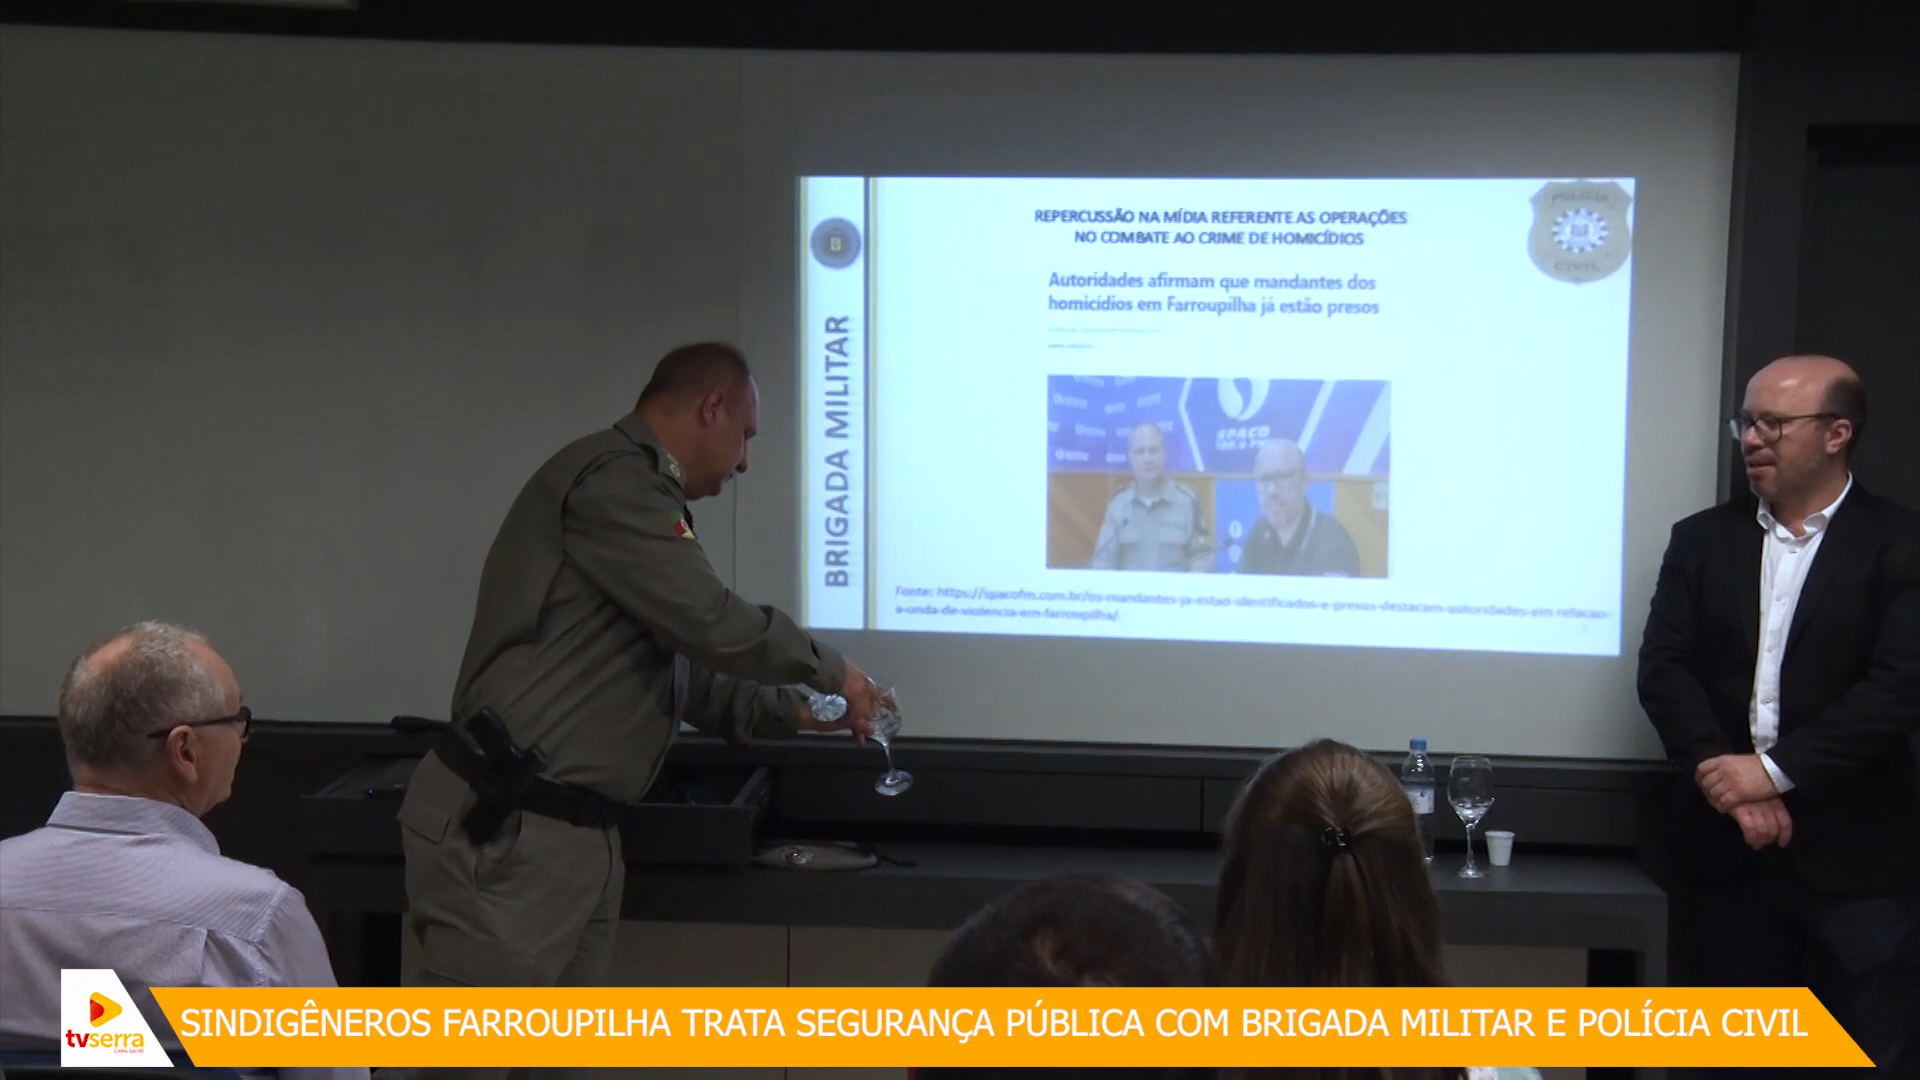 REPERCUSSÃO NA MÍDIA REFERENTE AS OPERAÇÕES
NO COMBATE AO CRIME DE HOMICÍDIOS
POLÍCIA
CIVIL
Autoridades afirmam que mandantes dos
homicídios em Farroupilha já estão presos
BRIGADA MILITAR
SPAÇO
Fonte: https://spacofm.com.br/os-mandantes-ja-estao-identificados-e-presos-destacam-autoridades-em relacao-
a-onda-de-violencia-em-farroupilha/
tvserra
SINDIGÊNEROS FARROUPILHA TRATA SEGURANÇA PÚBLICA COM BRIGADA MILITAR E POLÍCIA CIVIL